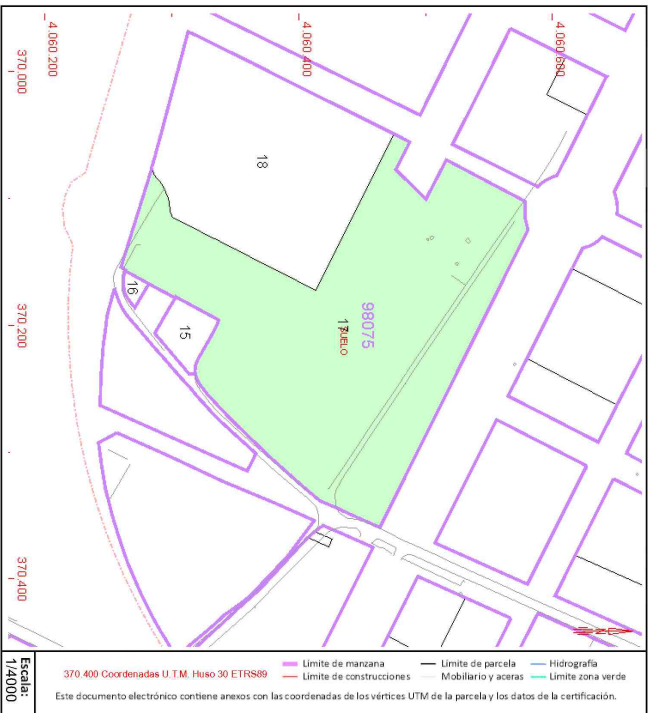 4.060.200
4.060.400
4.060.600
370.000
370.200
370.400
18
16
15
17
SUELO
98075
Escala:
1/4000
370.400 Coordenadas U.T.M. Huso 30 ETRS89
Límite de manzana
Límite de parcela
Hidrografía
Límite de construcciones
Mobiliario y aceras
Límite zona verde
Este documento electrónico contiene anexos con las coordenadas de los vértices UTM de la parcela y los datos de la certificación.